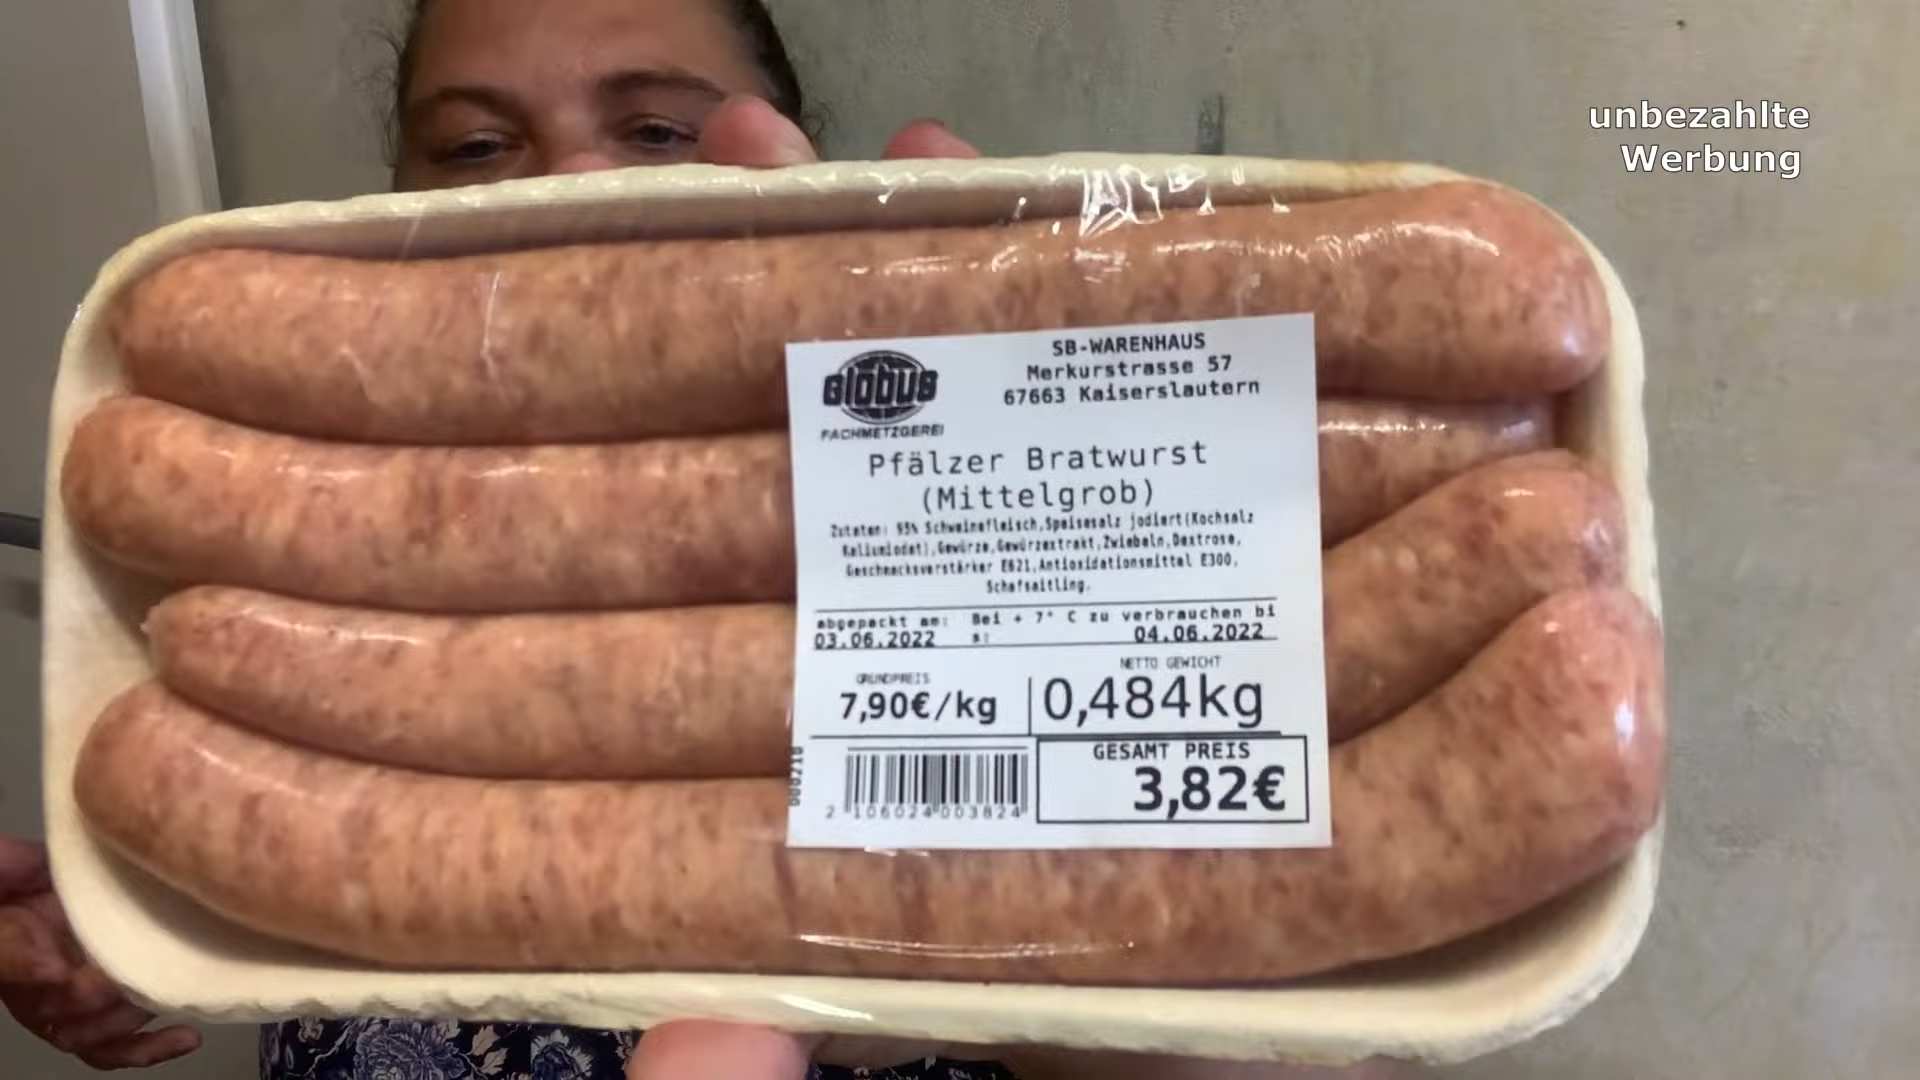 unbezahlte
Werbung
Globus
FACHMETZGEREI
SB-WARENHAUS
Merkurstrasse 57
67663 Kaiserslautern
Pfälzer Bratwurst
(Mittelgrob)
Zutaten: 95% Schweinefleisch,Speisesalz jodiert(Kochsalz
Kaliumiodat),Gewürze,Gewürzextrakt,Zwiebeln,Dextrose,
Geschmacksverstärker E621,Antioxidationsmittel E300,
Schafsaitling.
abgepackt am: Bei + 7° C zu verbrauchen bi
03.06.2022 s: 04.06.2022
GRUNDPREIS NETTO GEWICHT
7,90€/kg 0,484kg
GESAMT PREIS
3,82€
2 106024 003824